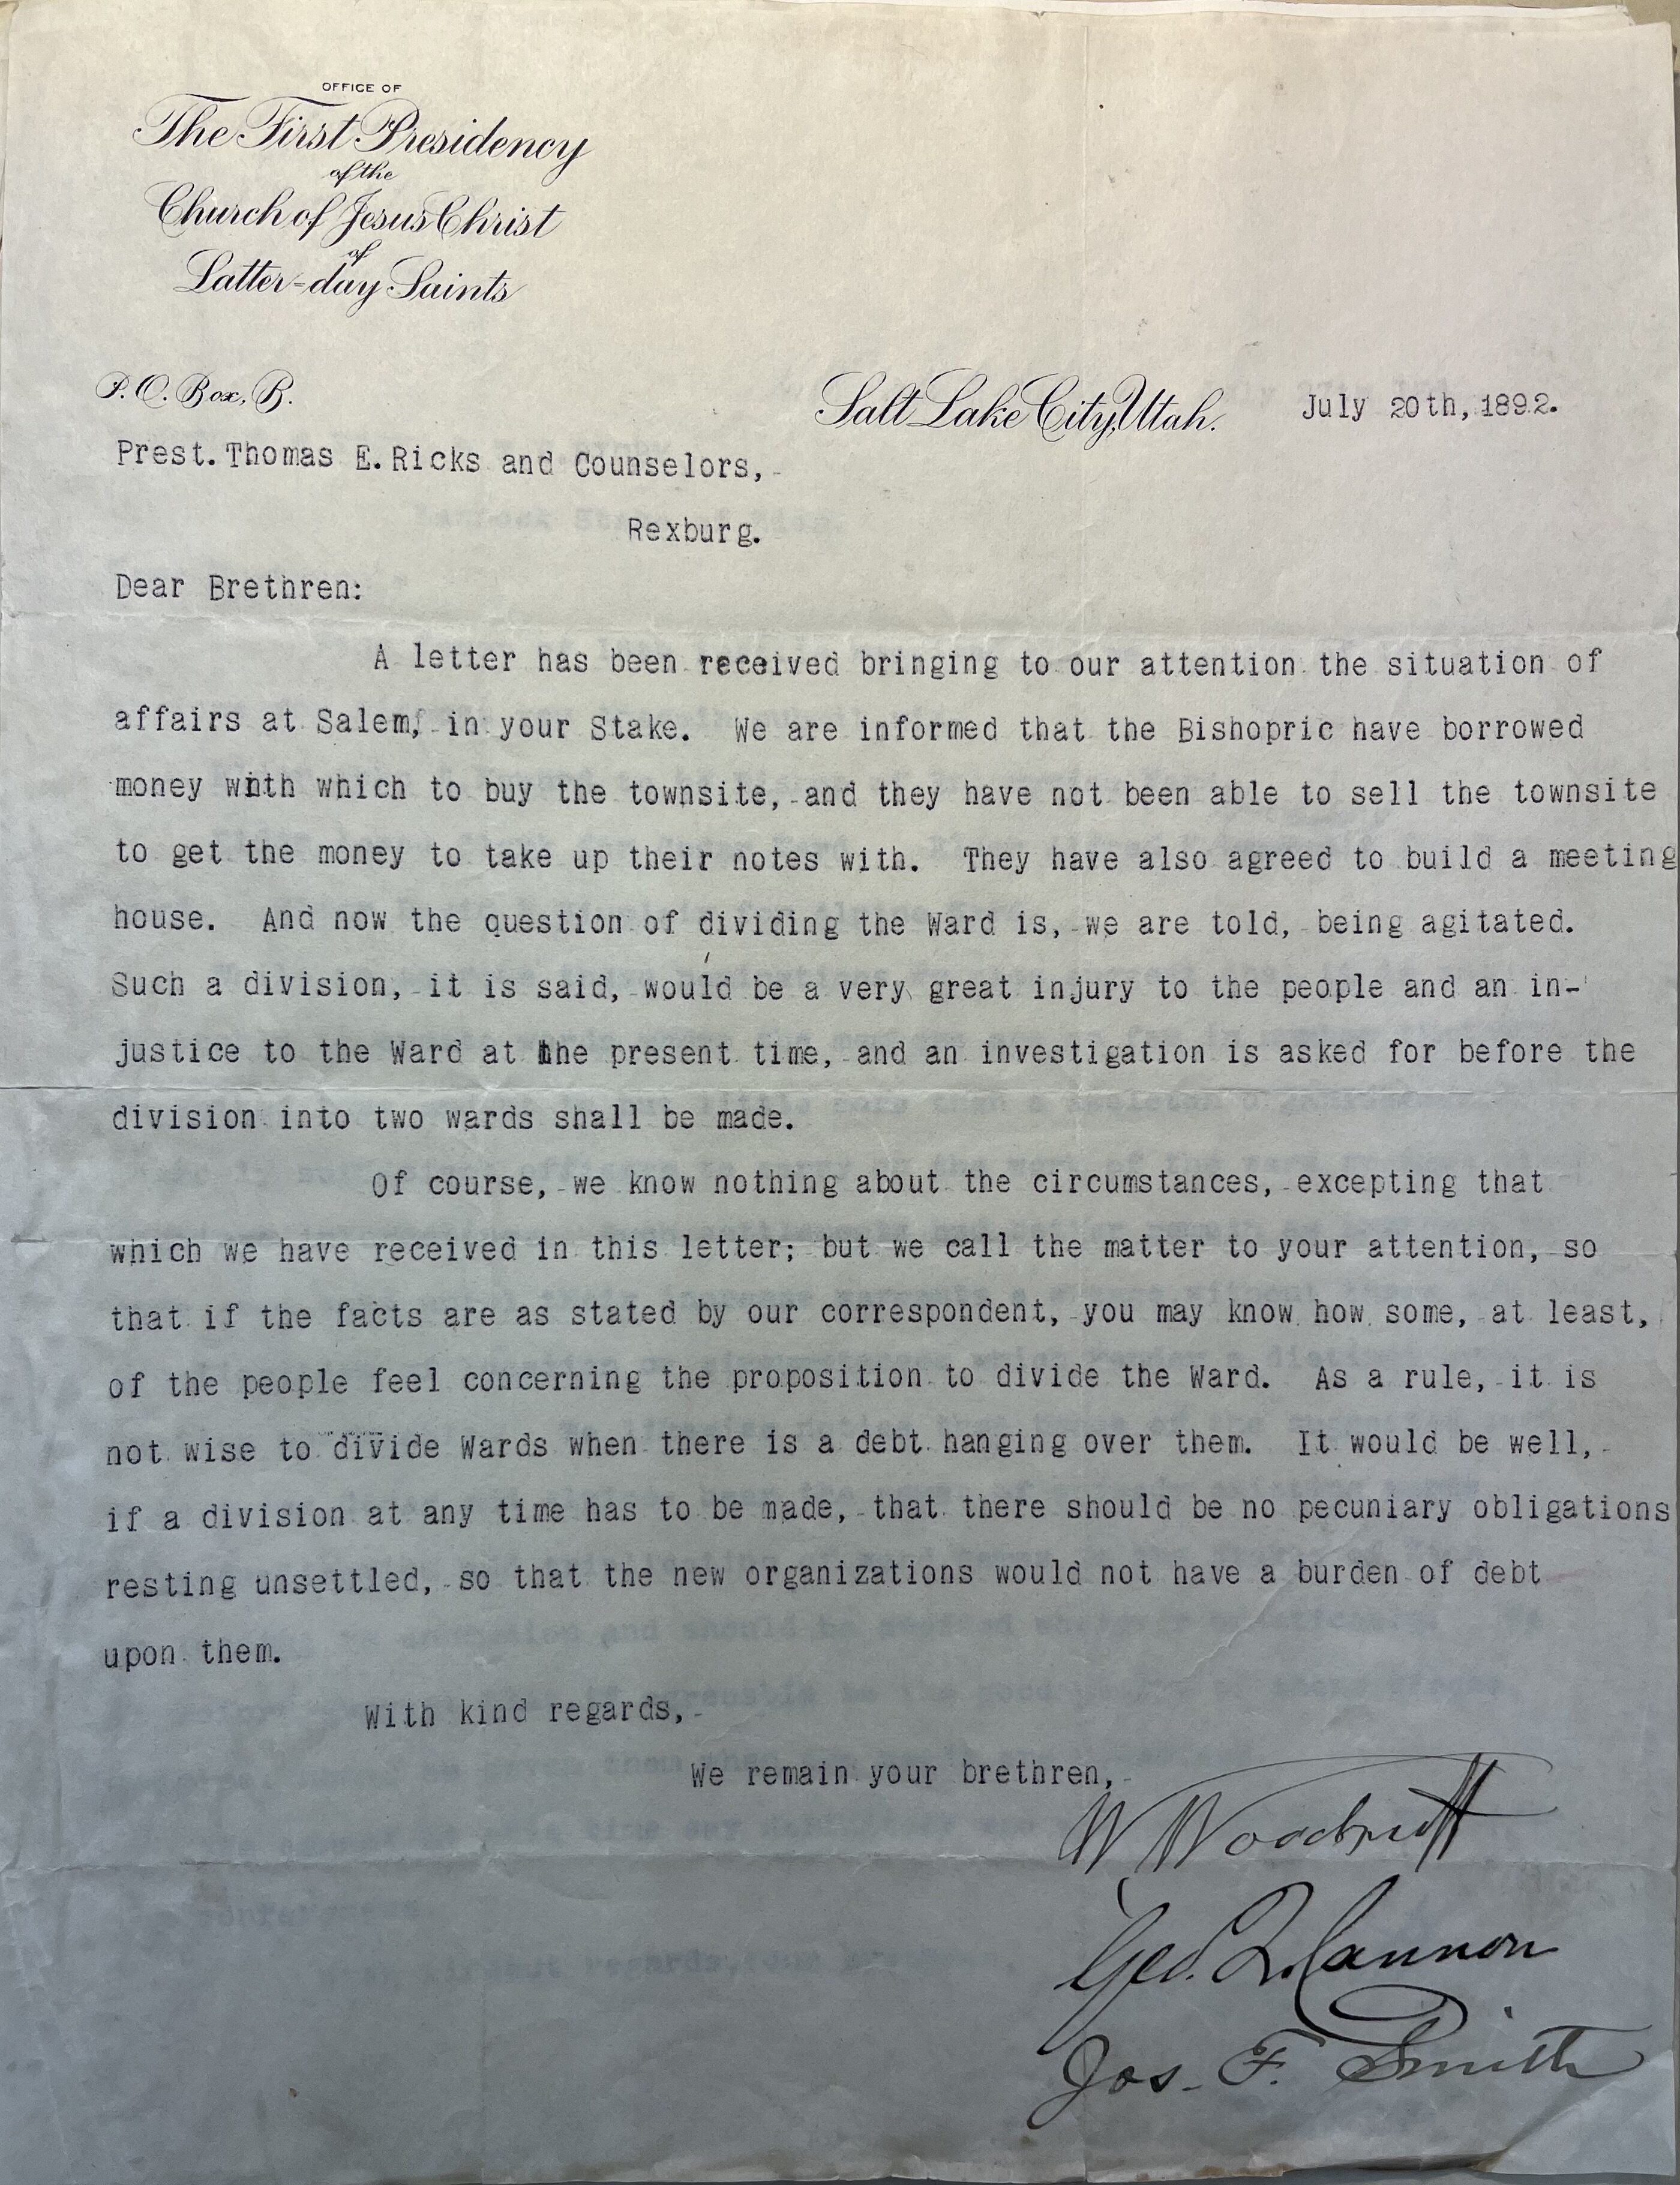 OFFICE OF
The First Presidency
of the
Church of Jesus Christ
of
Latter-day Saints
P. O. Box, B.
Salt Lake City, Utah. July 20th, 1892.
Prest. Thomas E. Ricks and Counselors,
Rexburg.
Dear Brethren:
A letter has been received bringing to our attention the situation of
affairs at Salem, in your Stake. We are informed that the Bishopric have borrowed
money with which to buy the townsite, and they have not been able to sell the townsite
to get the money to take up their notes with. They have also agreed to build a meeting
house. And now the question of dividing the Ward is, we are told, being agitated.
Such a division, it is said, would be a very great injury to the people and an in-
justice to the Ward at the present time, and an investigation is asked for before the
division into two wards shall be made.
Of course, we know nothing about the circumstances, excepting that
which we have received in this letter; but we call the matter to your attention, so
that if the facts are as stated by our correspondent, you may know how some, at least,
of the people feel concerning the proposition to divide the Ward. As a rule, it is
not wise to divide Wards when there is a debt hanging over them. It would be well,
if a division at any time has to be made, that there should be no pecuniary obligations
resting unsettled, so that the new organizations would not have a burden of debt
upon them.
With kind regards,
We remain your brethren,
W Woodruff
Geo. Q. Cannon
Jos. F. Smith